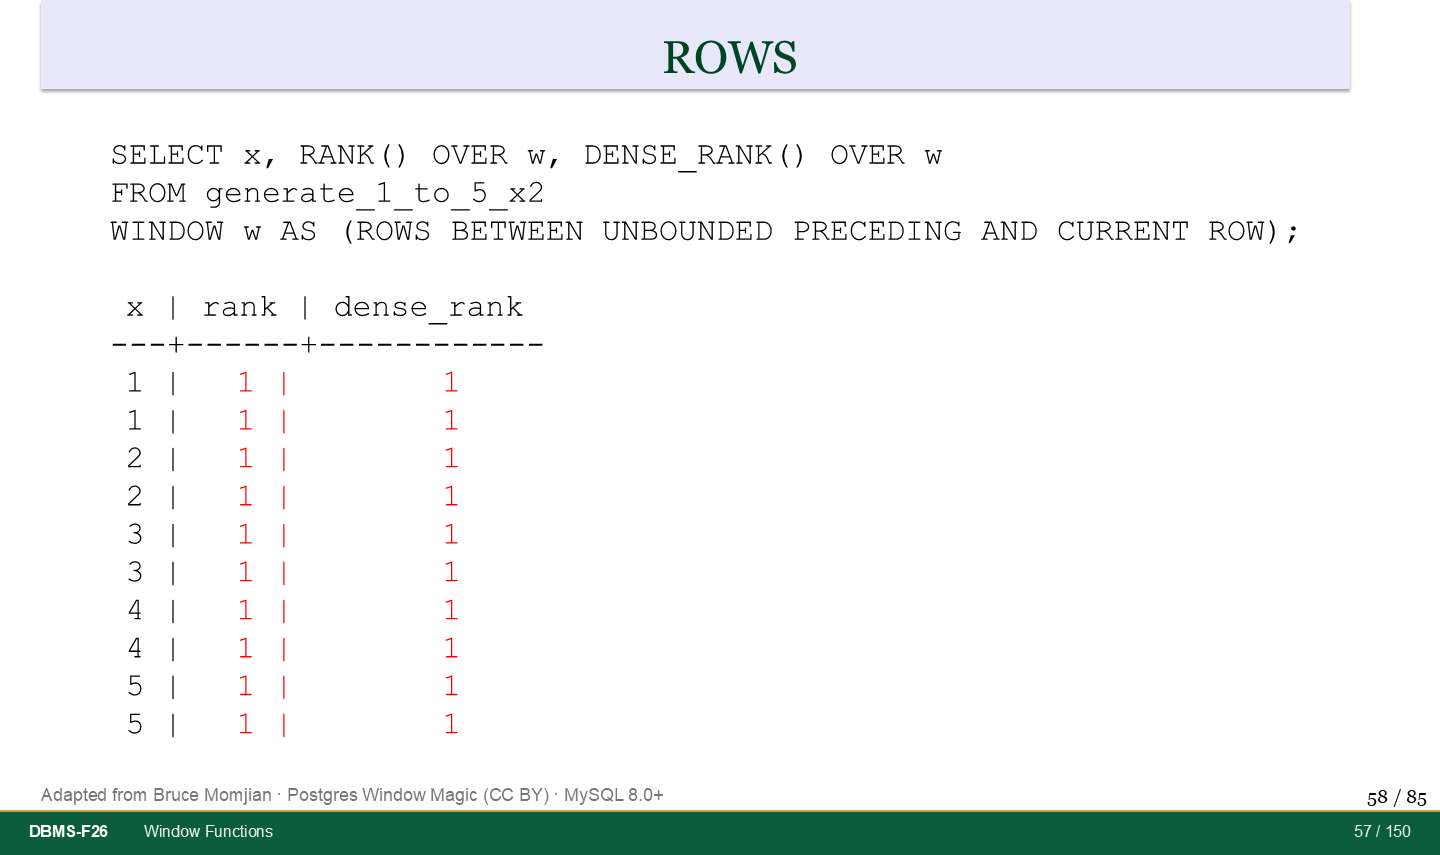 ROWS
SELECT x, RANK() OVER w, DENSE_RANK() OVER w
FROM generate_1_to_5_x2
WINDOW w AS (ROWS BETWEEN UNBOUNDED PRECEDING AND CURRENT ROW);
 x | rank | dense_rank
---+------+------------
 1 |    1 |          1
 1 |    1 |          1
 2 |    1 |          1
 2 |    1 |          1
 3 |    1 |          1
 3 |    1 |          1
 4 |    1 |          1
 4 |    1 |          1
 5 |    1 |          1
 5 |    1 |          1
Adapted from Bruce Momjian · Postgres Window Magic (CC BY) · MySQL 8.0+
58 / 85
DBMS-F26 Window Functions 57 / 150